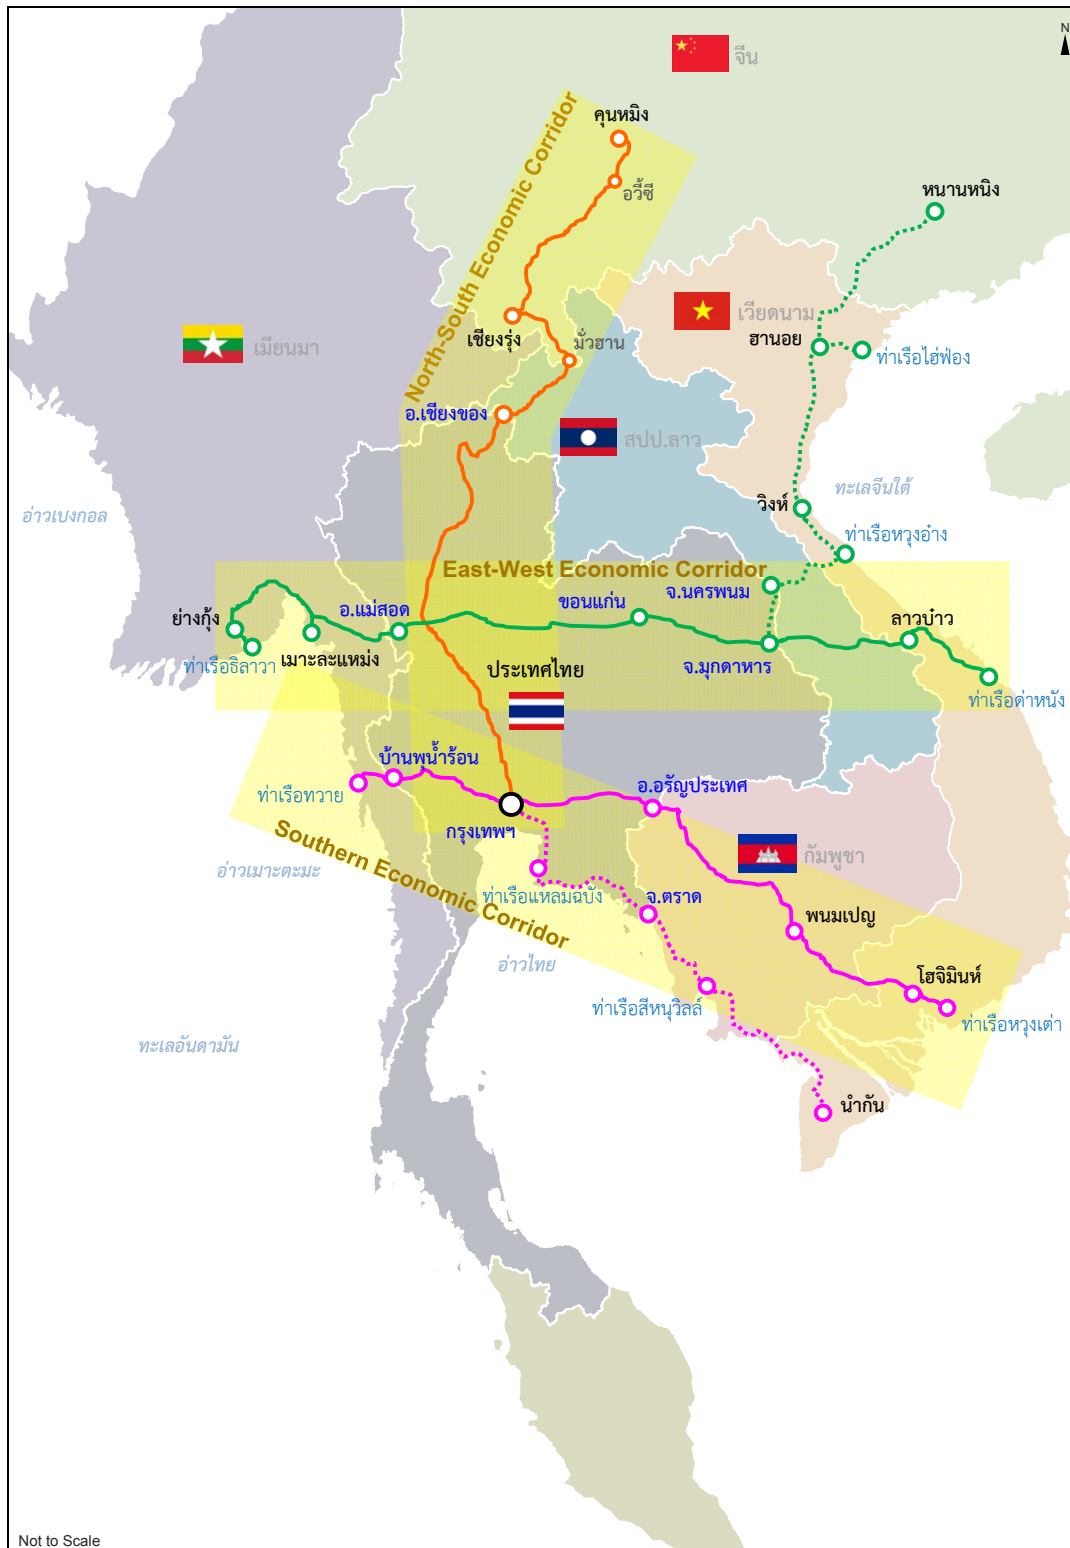 N
จีน
คุนหมิง
อวี้ซี
หนานหนิง
North-South Economic Corridor
เวียดนาม
เมียนมา
เชียงรุ่ง
มั่วฮาน
ฮานอย
ท่าเรือไฮ่ฟ่อง
อ.เชียงของ
สปป.ลาว
ทะเลจีนใต้
อ่าวเบงกอล
วิงห์
ท่าเรือหวุงอ๋าง
East-West Economic Corridor
จ.นครพนม
ย่างกุ้ง
อ.แม่สอด
ขอนแก่น
ลาวบ๋าว
ท่าเรือธิลาวา
เมาะละแหม่ง
จ.มุกดาหาร
ประเทศไทย
ท่าเรือด่าหนัง
บ้านพุน้ำร้อน
ท่าเรือทวาย
อ.อรัญประเทศ
กรุงเทพฯ
Southern Economic Corridor
กัมพูชา
อ่าวเมาะตะมะ
ท่าเรือแหลมฉบัง
จ.ตราด
พนมเปญ
อ่าวไทย
โฮจิมินห์
ท่าเรือสีหนุวิลล์
ท่าเรือหวุงเต่า
ทะเลอันดามัน
นำกัน
Not to Scale